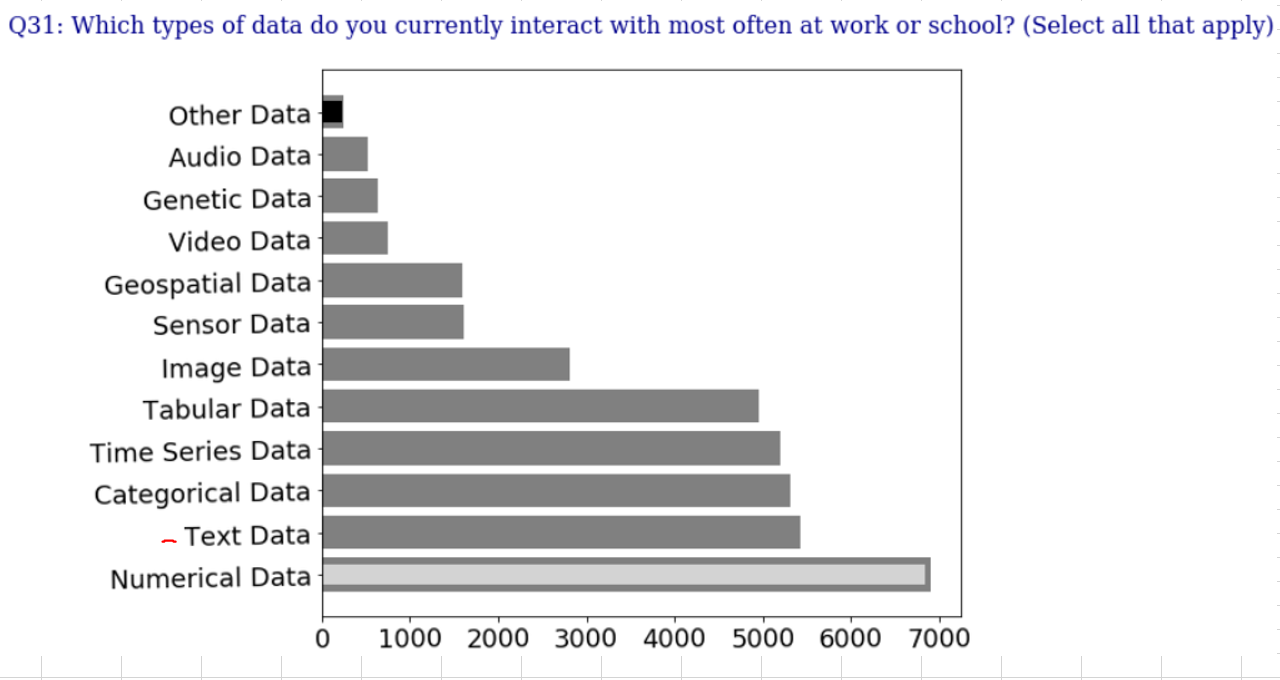 Q31: Which types of data do you currently interact with most often at work or school? (Select all that apply)
Other Data
Audio Data
Genetic Data
Video Data
Geospatial Data
Sensor Data
Image Data
Tabular Data
Time Series Data
Categorical Data
Text Data
Numerical Data
0 1000 2000 3000 4000 5000 6000 7000